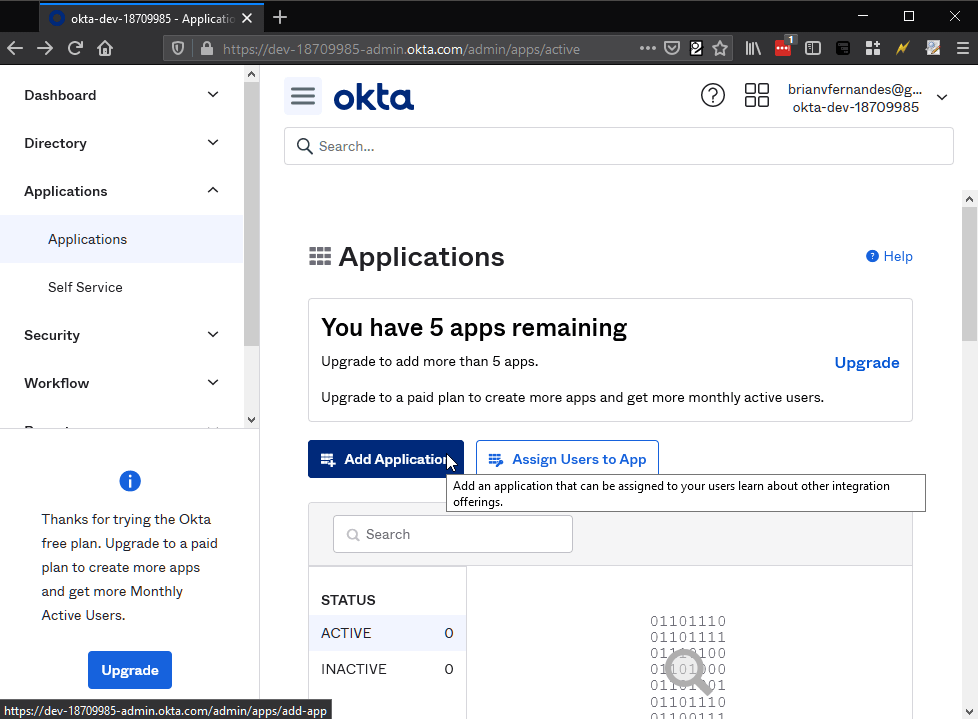 okta-dev-18709985 - Applicatio
https://dev-18709985-admin.okta.com/admin/apps/active
1
Dashboard
Directory
Applications
Applications
Self Service
Security
Workflow
Thanks for trying the Okta
free plan. Upgrade to a paid
plan to create more apps
and get more Monthly
Active Users.
Upgrade
okta
brianvfernandes@g...
okta-dev-18709985
Search...
Applications
Help
You have 5 apps remaining
Upgrade to add more than 5 apps.
Upgrade
Upgrade to a paid plan to create more apps and get more monthly active users.
Add Application
Assign Users to App
Add an application that can be assigned to your users learn about other integration
offerings.
Search
STATUS
ACTIVE 0
INACTIVE 0
01101110
01101111
01101110
https://dev-18709985-admin.okta.com/admin/apps/add-app